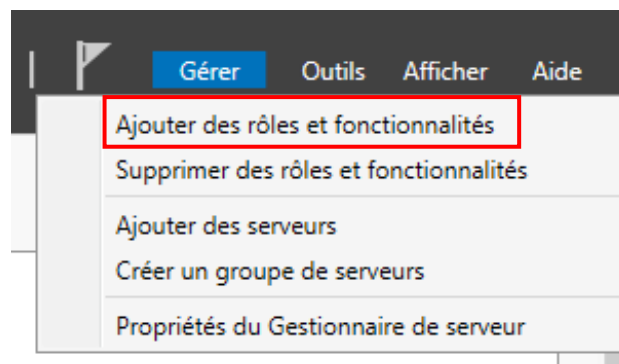 Gérer Outils Afficher Aide
Ajouter des rôles et fonctionnalités
Supprimer des rôles et fonctionnalités
Ajouter des serveurs
Créer un groupe de serveurs
Propriétés du Gestionnaire de serveur